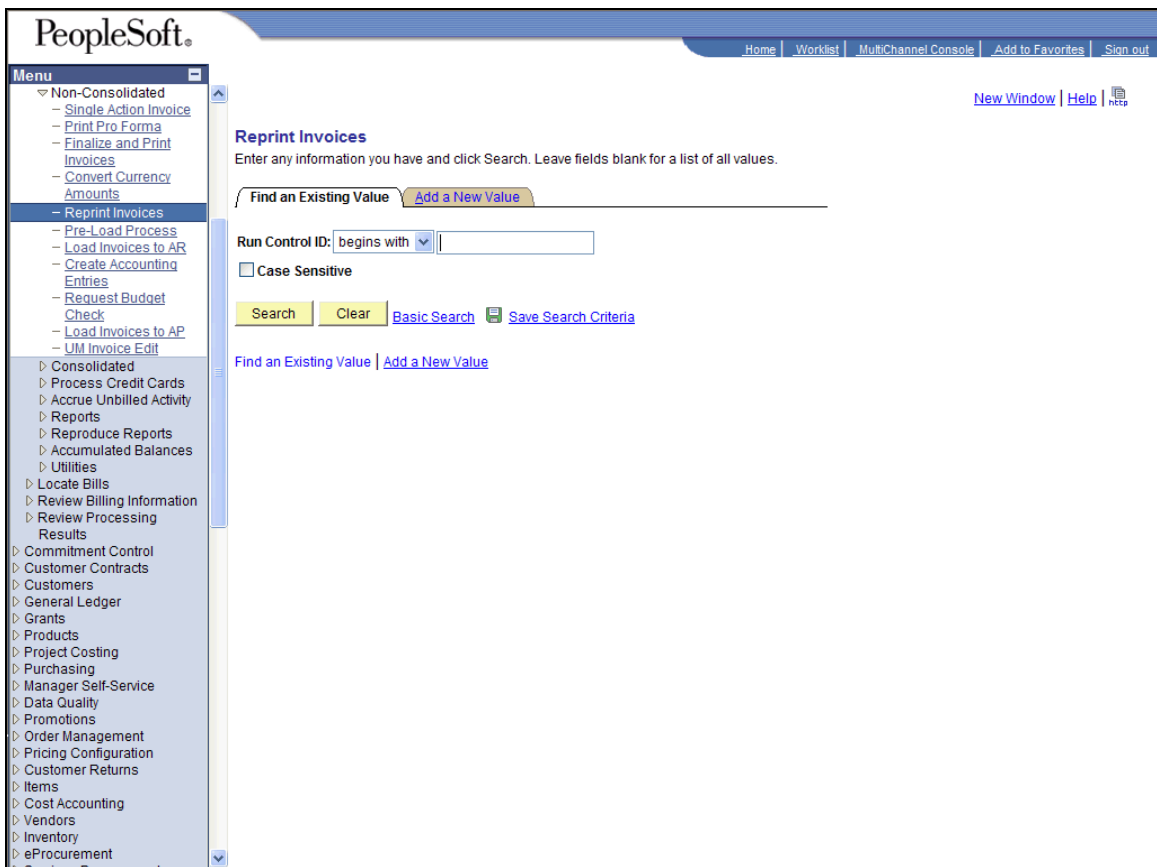 PeopleSoft®
Home | Worklist | MultiChannel Console | Add to Favorites | Sign out
Menu
Non-Consolidated
– Single Action Invoice
– Print Pro Forma
– Finalize and Print
Invoices
– Convert Currency
Amounts
– Reprint Invoices
– Pre-Load Process
– Load Invoices to AR
– Create Accounting
Entries
– Request Budget
Check
– Load Invoices to AP
– UM Invoice Edit
Consolidated
Process Credit Cards
Accrue Unbilled Activity
Reports
Reproduce Reports
Accumulated Balances
Utilities
Locate Bills
Review Billing Information
Review Processing
Results
Commitment Control
Customer Contracts
Customers
General Ledger
Grants
Products
Project Costing
Purchasing
Manager Self-Service
Data Quality
Promotions
Order Management
Pricing Configuration
Customer Returns
Items
Cost Accounting
Vendors
Inventory
eProcurement
New Window | Help | http
Reprint Invoices
Enter any information you have and click Search. Leave fields blank for a list of all values.
Find an Existing Value Add a New Value
Run Control ID: begins with
Case Sensitive
Search Clear Basic Search Save Search Criteria
Find an Existing Value | Add a New Value